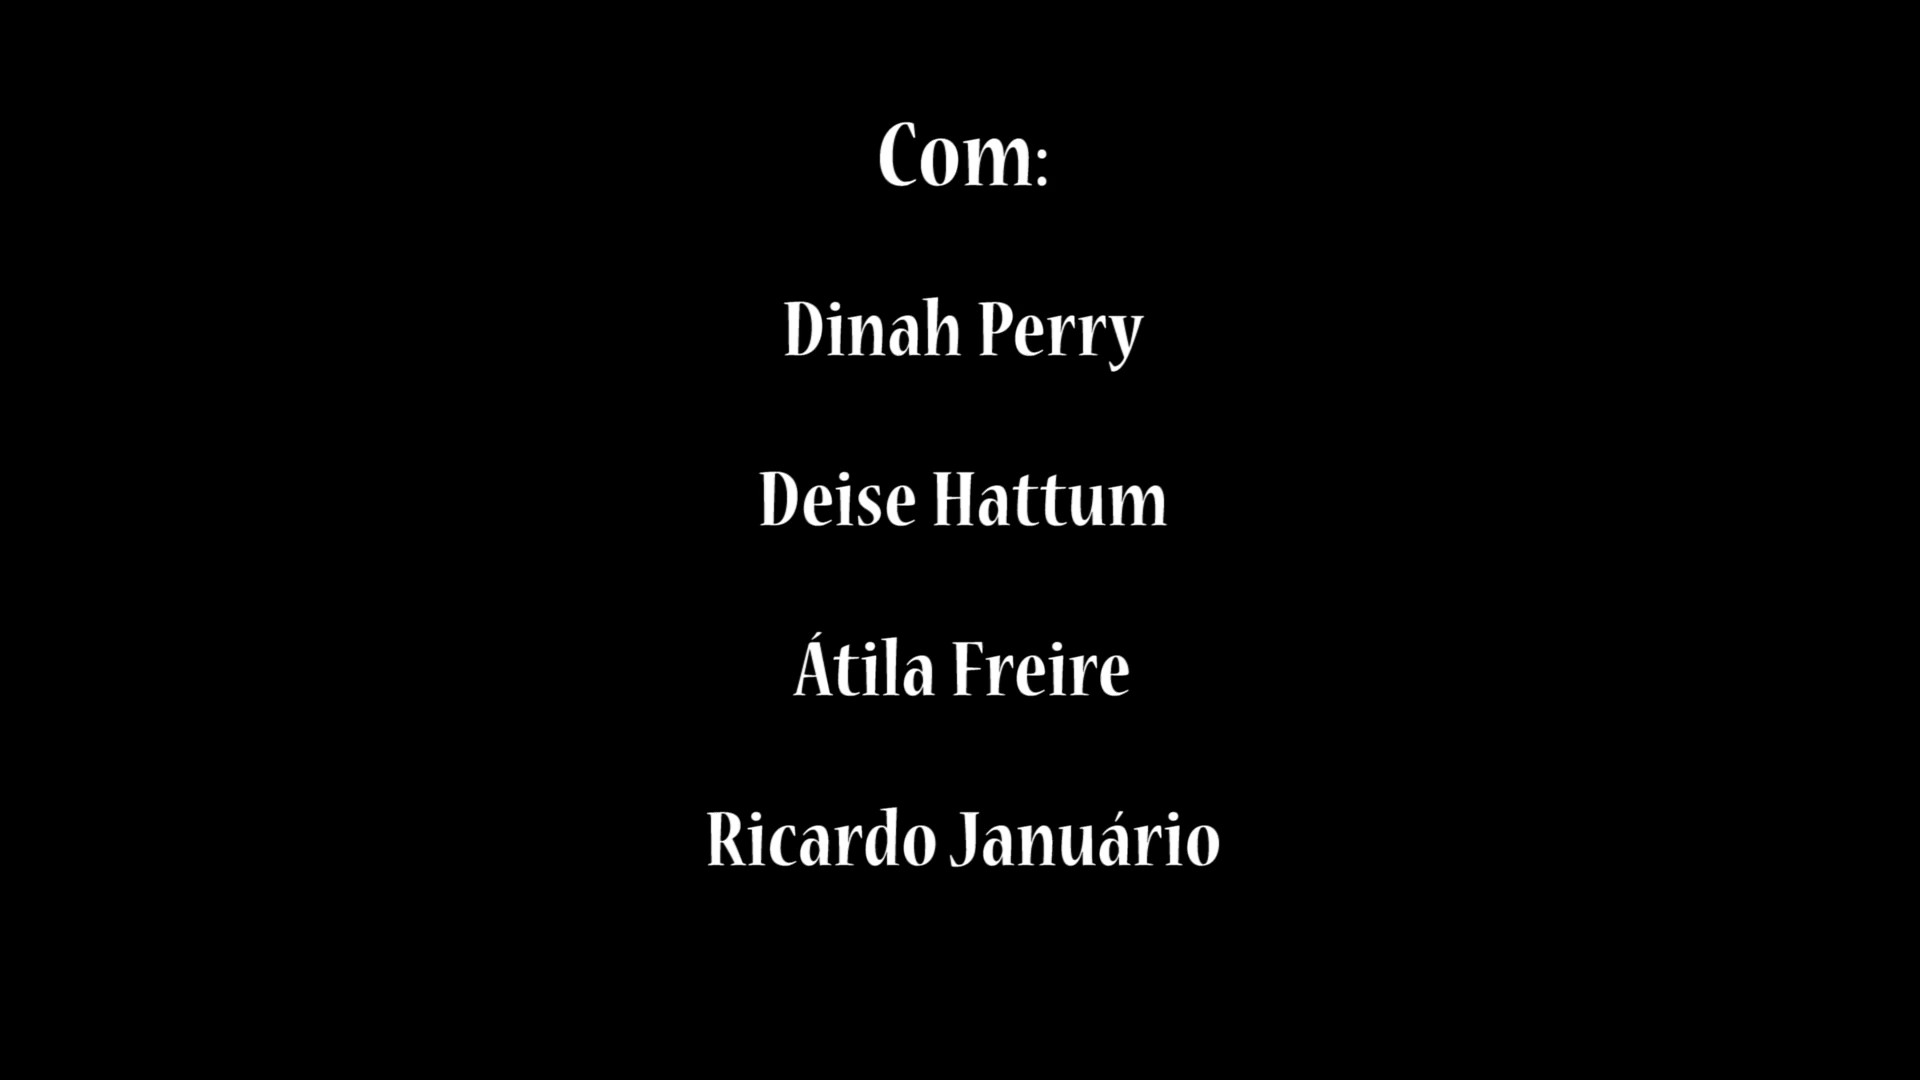 Com:
Dinah Perry
Deise Hattum
Átila Freire
Ricardo Januário